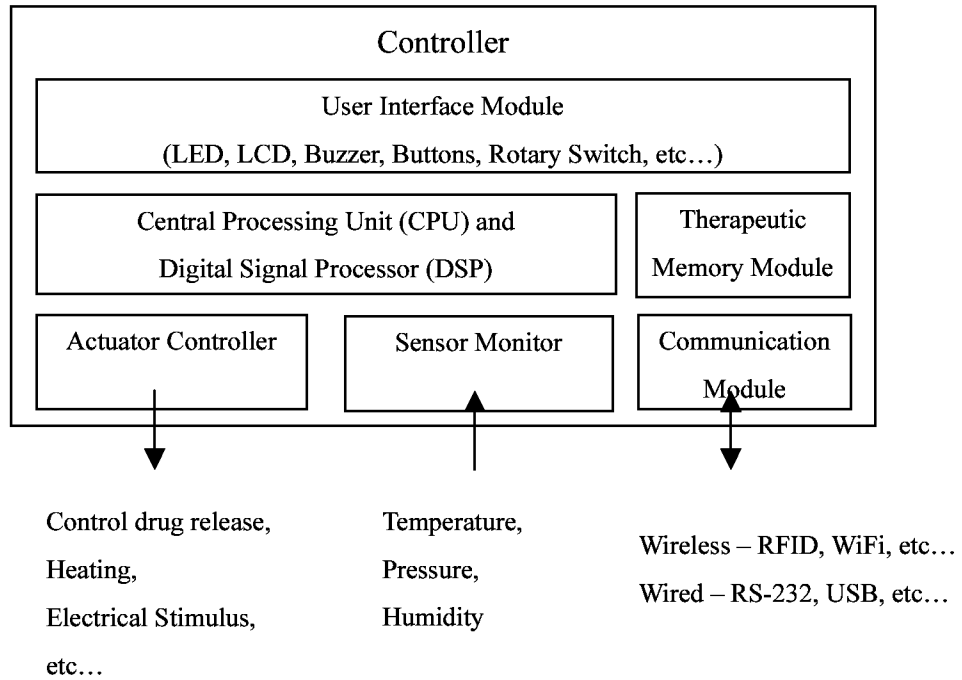 Controller
User Interface Module
(LED, LCD, Buzzer, Buttons, Rotary Switch, etc…)
Central Processing Unit (CPU) and
Digital Signal Processor (DSP)
Therapeutic
Memory Module
Actuator Controller
Sensor Monitor
Communication
Module
Control drug release,
Heating,
Electrical Stimulus,
etc…
Temperature,
Pressure,
Humidity
Wireless – RFID, WiFi, etc…
Wired – RS-232, USB, etc…